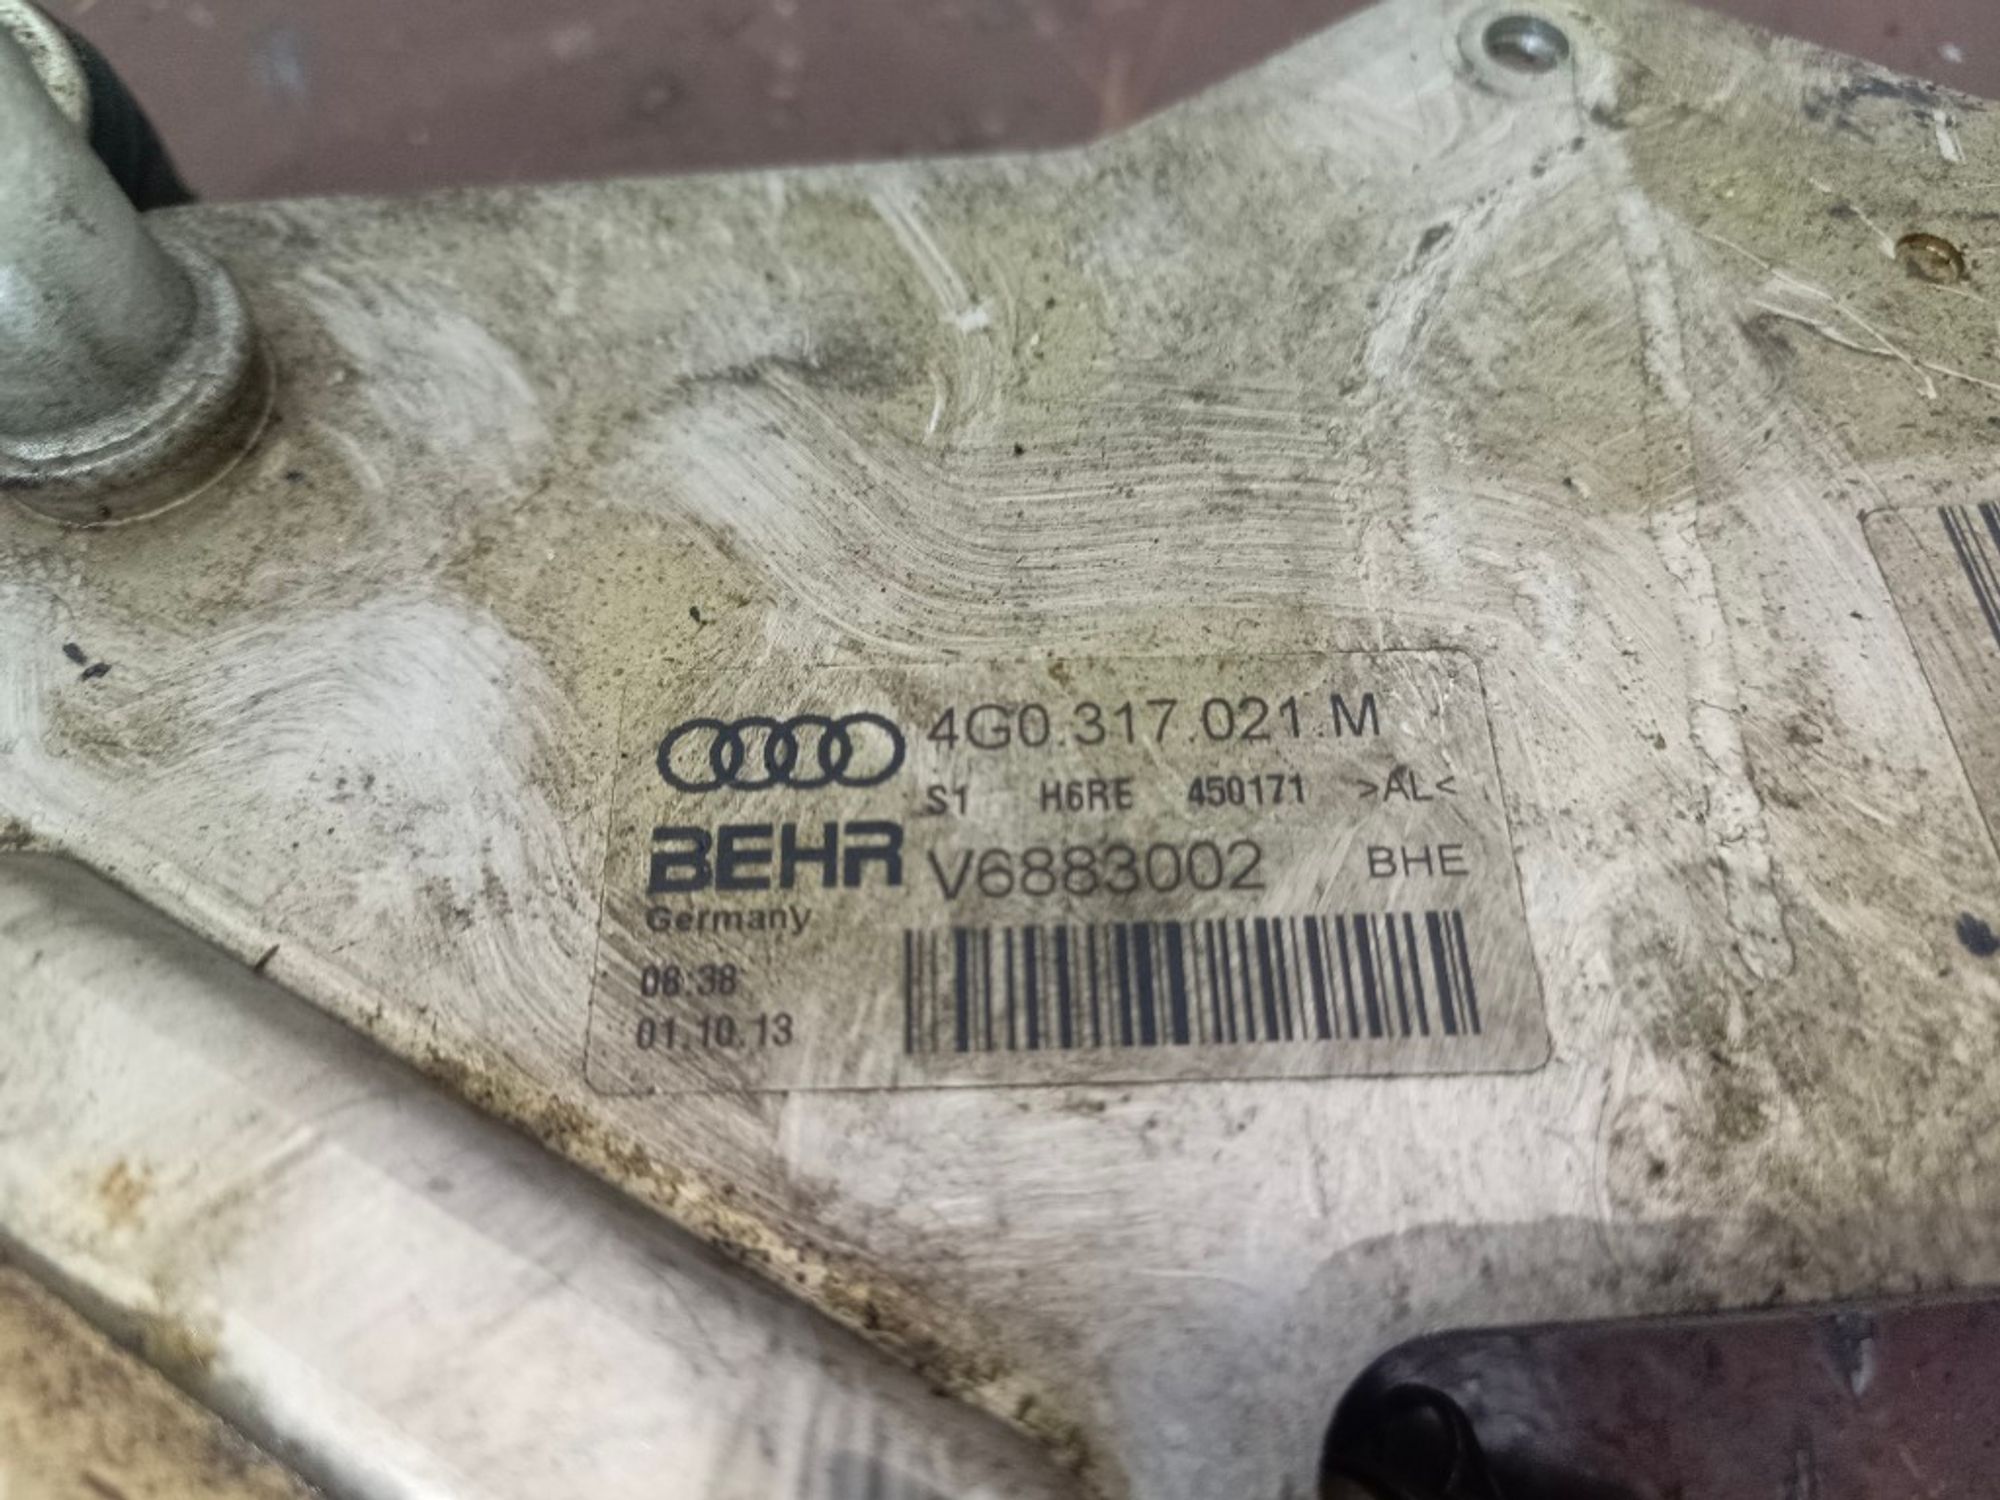 4G0.317.021.M
S1 H6RE 450171 >AL<
BEHR V6883002 BHE
Germany
08:38
01.10.13